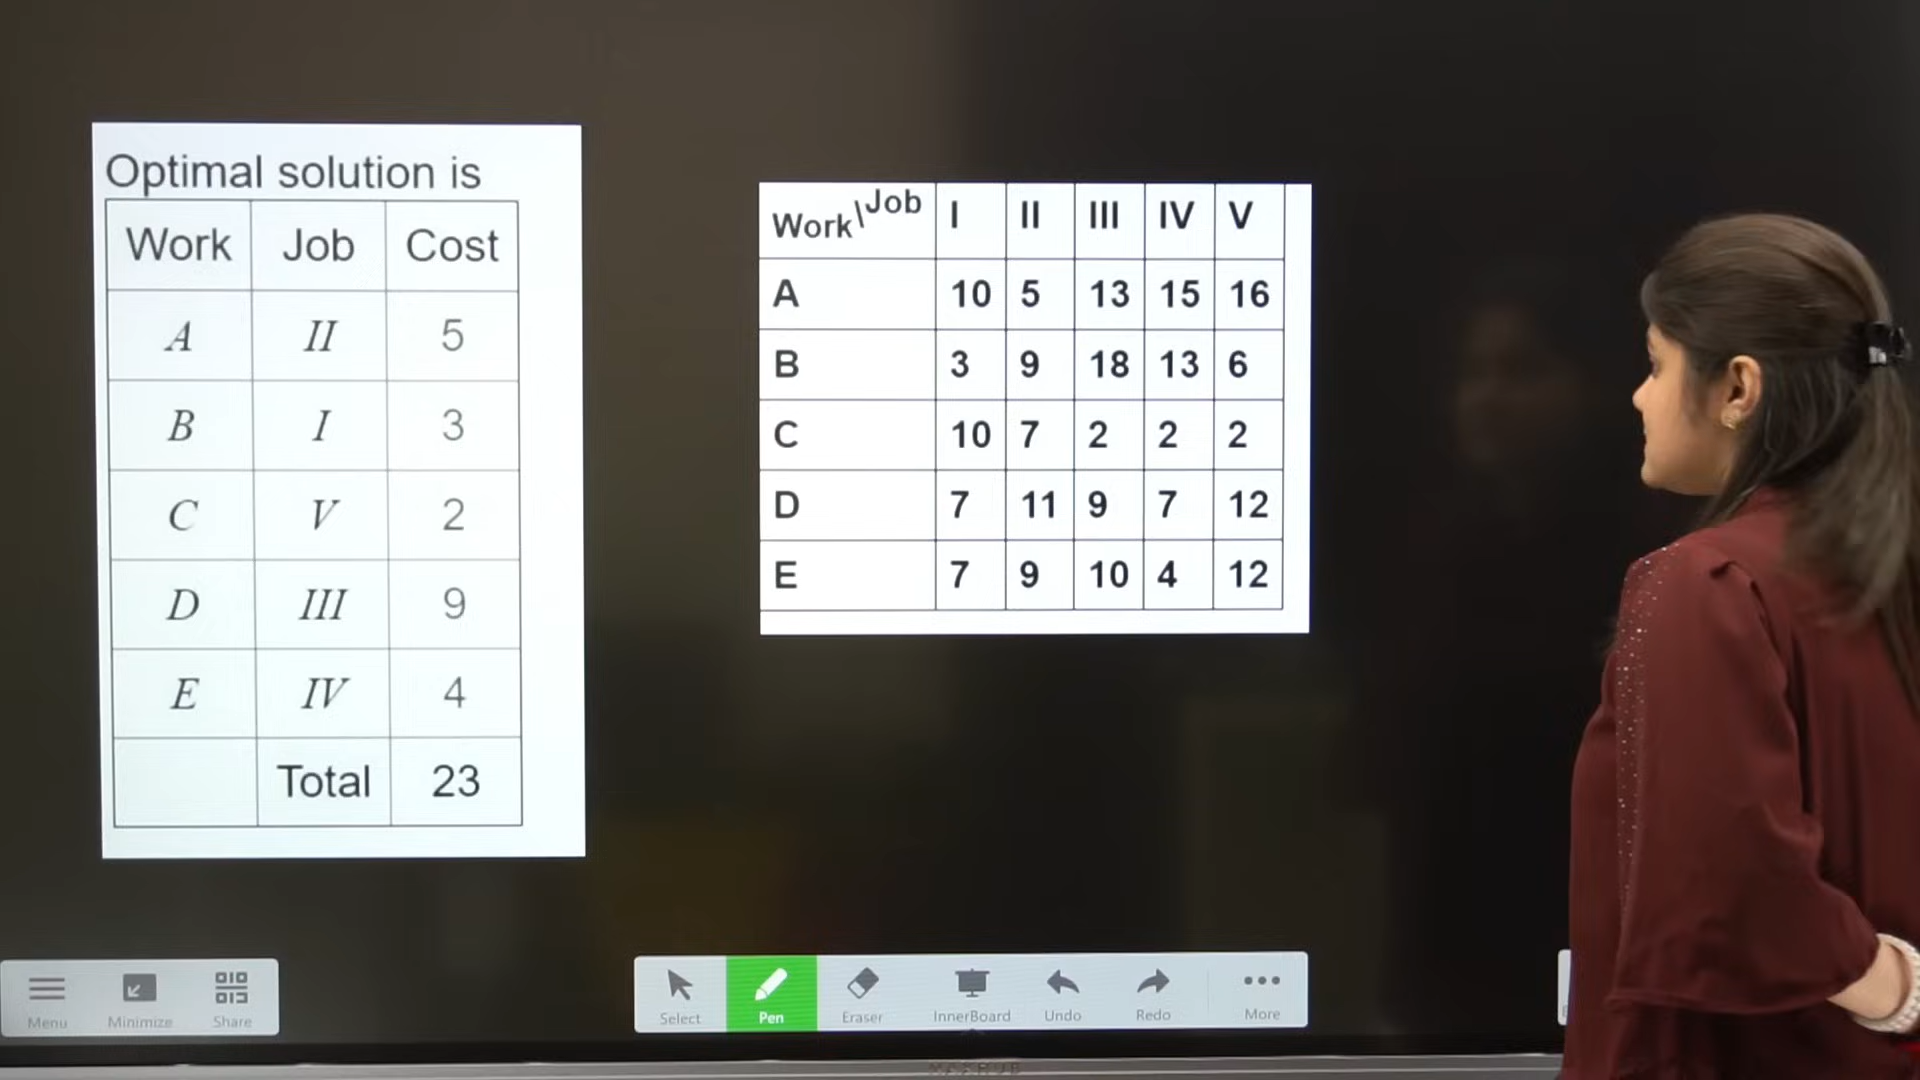 Optimal solution is
Work Job Cost
A II 5
B I 3
C V 2
D III 9
E IV 4
Total 23
Work\Job I II III IV V
A 10 5 13 15 16
B 3 9 18 13 6
C 10 7 2 2 2
D 7 11 9 7 12
E 7 9 10 4 12
Menu Minimize Share
Select Pen Eraser InnerBoard Undo Redo More
MAXHUB